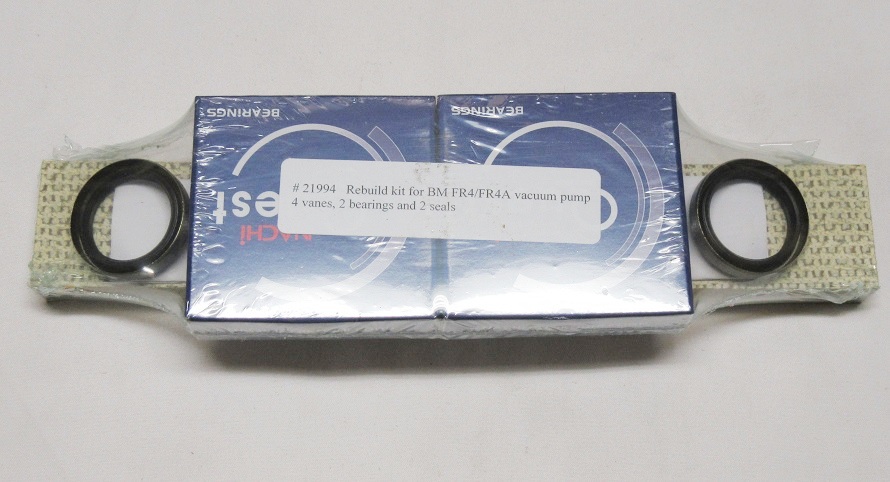 BEARINGS
BEARINGS
# 21994 Rebuild kit for BM FR4/FR4A vacuum pump
4 vanes, 2 bearings and 2 seals
est
NACHI